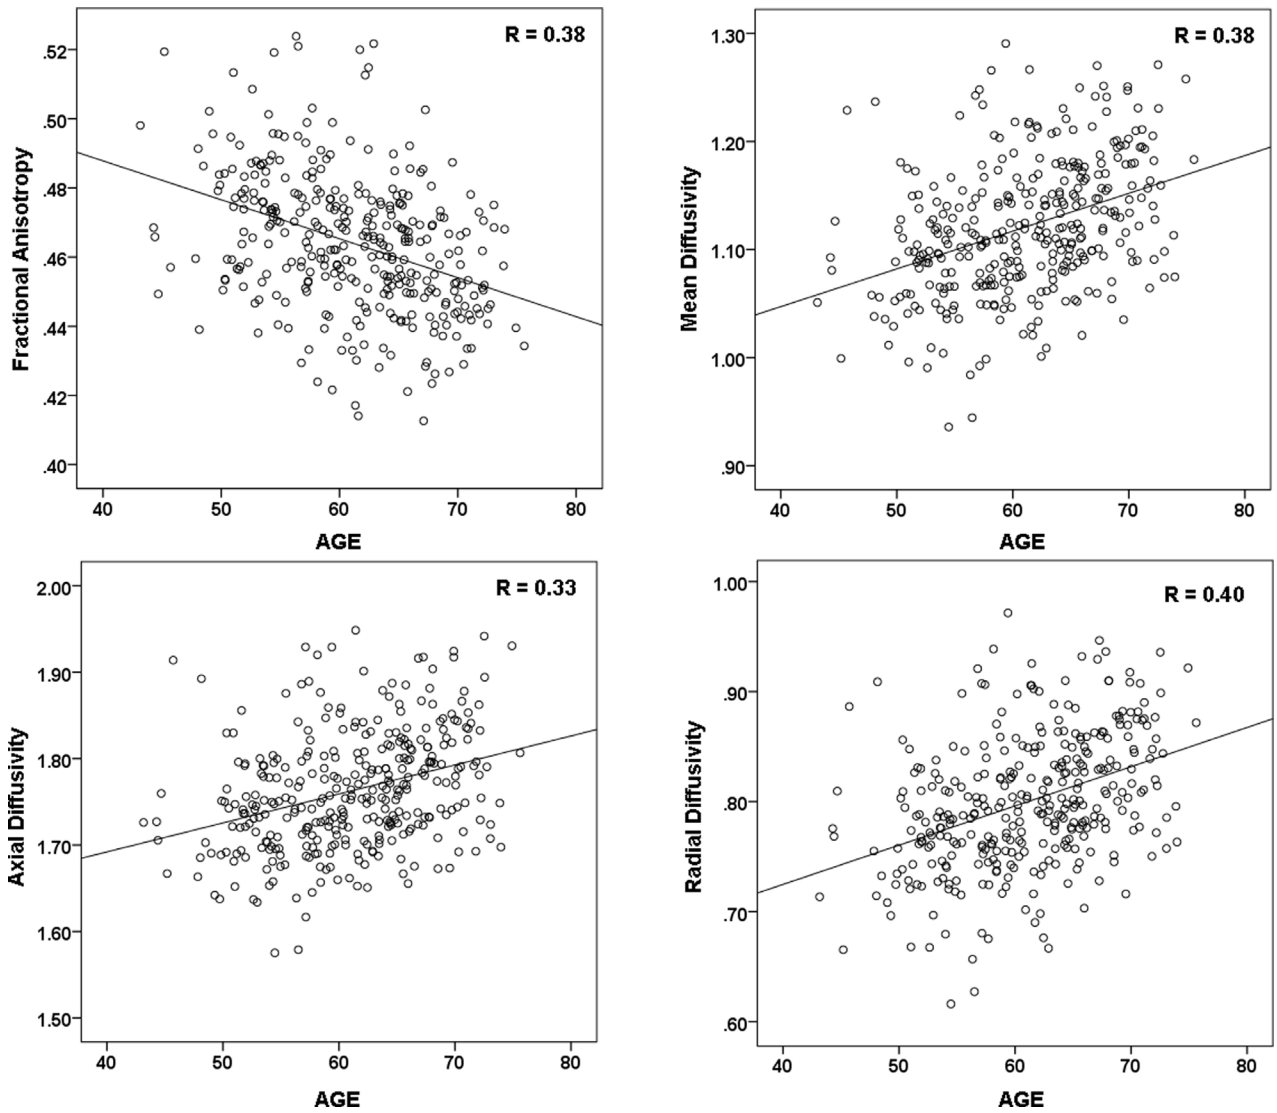 R = 0.38
Fractional Anisotropy
.52
.50
.48
.46
.44
.42
.40
40 50 60 70 80
AGE
R = 0.38
Mean Diffusivity
1.30
1.20
1.10
1.00
.90
40 50 60 70 80
AGE
R = 0.33
Axial Diffusivity
2.00
1.90
1.80
1.70
1.60
1.50
40 50 60 70 80
AGE
R = 0.40
Radial Diffusivity
1.00
.90
.80
.70
.60
40 50 60 70 80
AGE